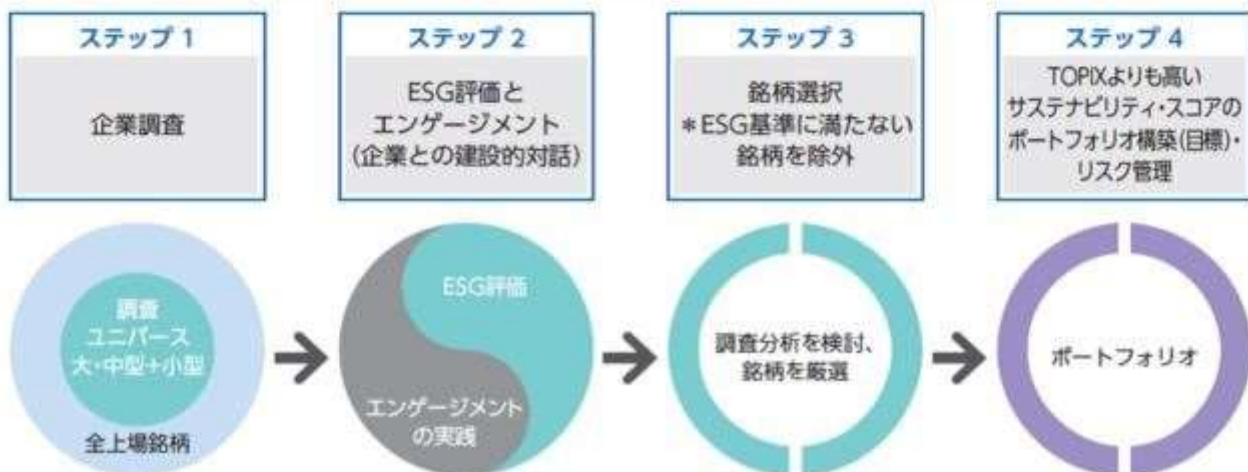 ステップ 1
企業調査
ステップ 2
ESG評価と
エンゲージメント
(企業との建設的対話)
ステップ 3
銘柄選択
*ESG基準に満たない
銘柄を除外
ステップ 4
TOPIXよりも高い
サステナビリティ・スコアの
ポートフォリオ構築(目標)・
リスク管理
調査
ユニバース
大・中型+小型
全上場銘柄
ESG評価
エンゲージメント
の実践
調査分析を検討、
銘柄を厳選
ポートフォリオ